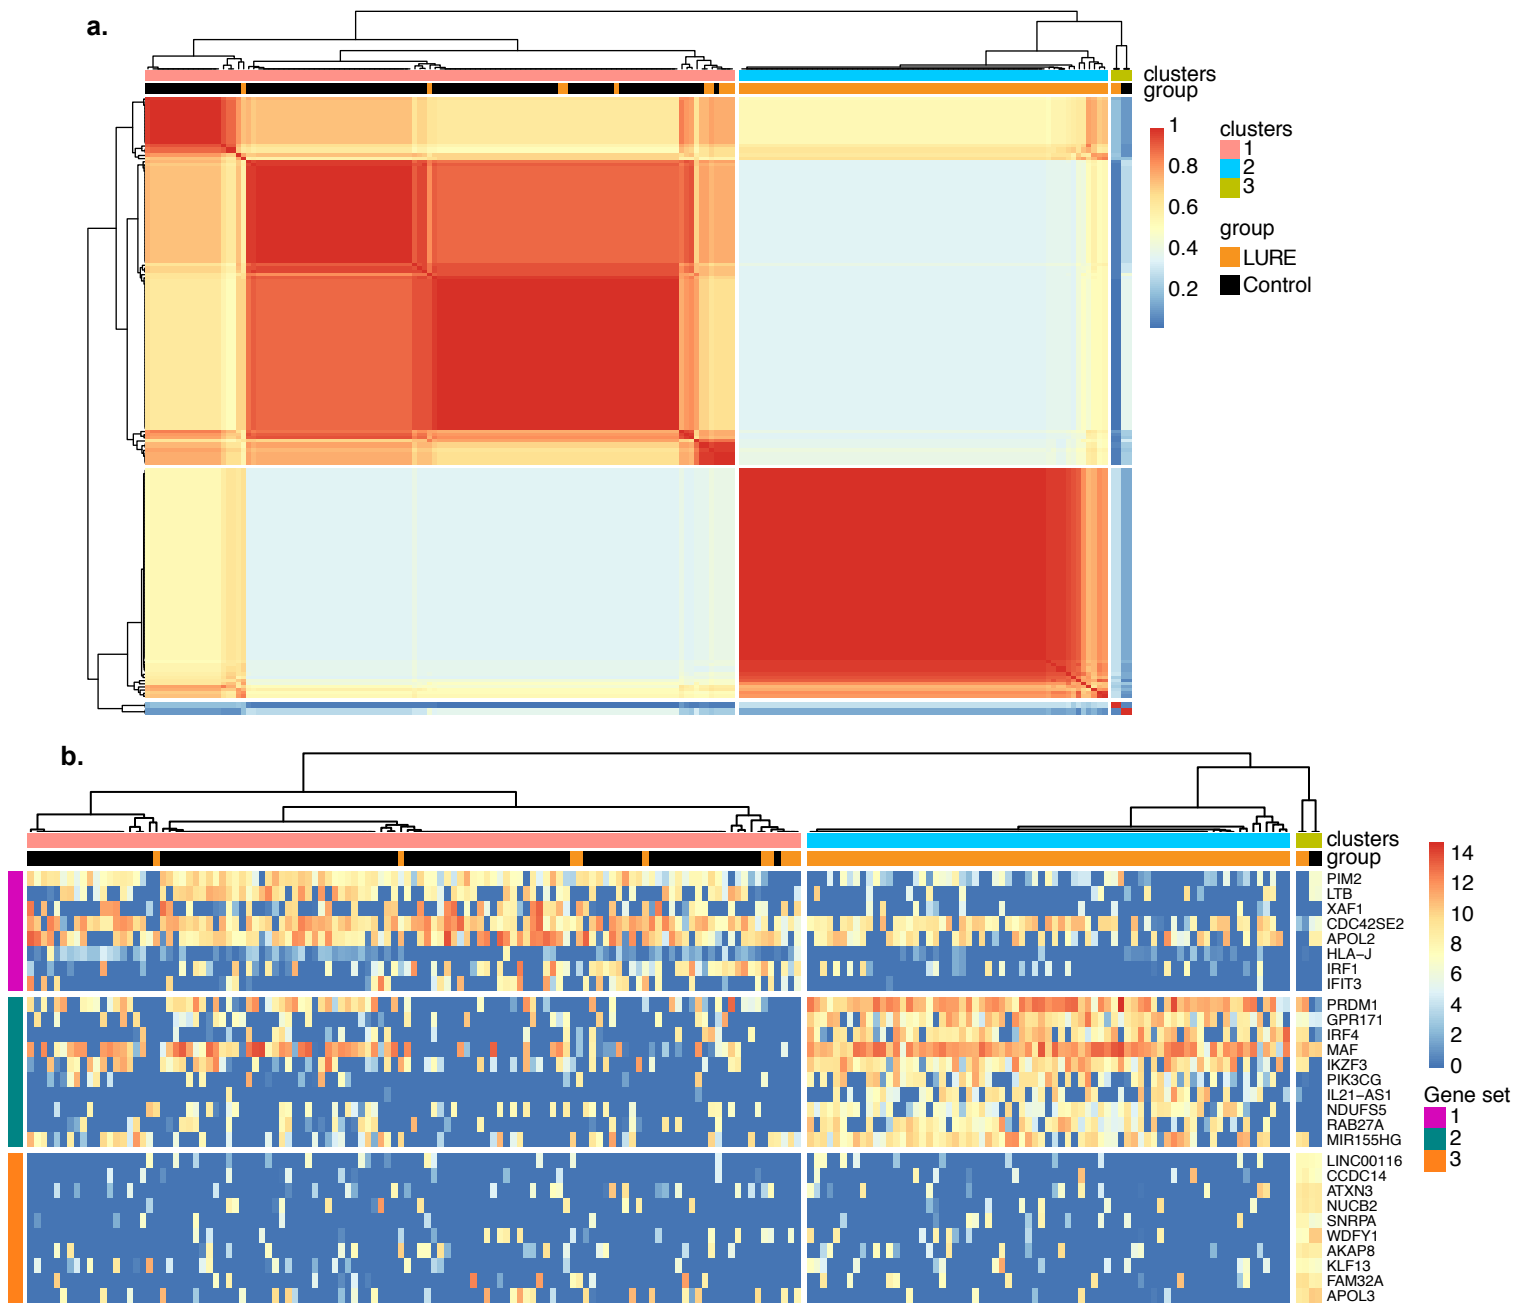 a.
clusters
group
1
0.8
0.6
0.4
0.2
clusters
1
2
3
group
LURE
Control
b.
clusters
group
PIM2
LTB
XAF1
CDC42SE2
APOL2
HLA−J
IRF1
IFIT3
PRDM1
GPR171
IRF4
MAF
IKZF3
PIK3CG
IL21−AS1
NDUFS5
RAB27A
MIR155HG
LINC00116
CCDC14
ATXN3
NUCB2
SNRPA
WDFY1
AKAP8
KLF13
FAM32A
APOL3
14
12
10
8
6
4
2
0
Gene set
1
2
3